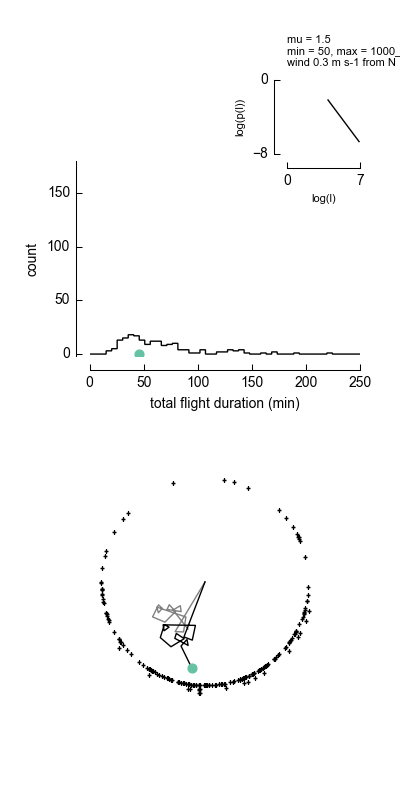 mu = 1.5
min = 50, max = 1000_
wind 0.3 m s-1 from N
0
log(p(l))
−8
0 7
log(l)
150
100
count
50
0
0 50 100 150 200 250
total flight duration (min)